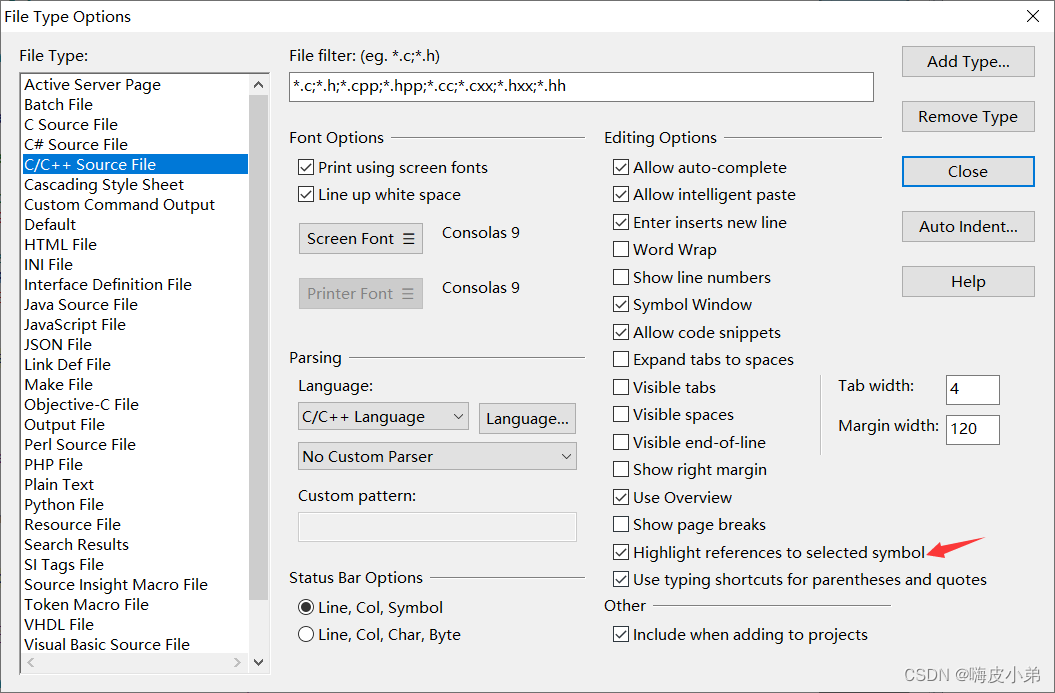 File Type Options
File Type:
Active Server Page
Batch File
C Source File
C# Source File
C/C++ Source File
Cascading Style Sheet
Custom Command Output
Default
HTML File
INI File
Interface Definition File
Java Source File
JavaScript File
JSON File
Link Def File
Make File
Objective-C File
Output File
Perl Source File
PHP File
Plain Text
Python File
Resource File
Search Results
SI Tags File
Source Insight Macro File
Token Macro File
VHDL File
Visual Basic Source File
File filter: (eg. *.c;*.h)
*.c;*.h;*.cpp;*.hpp;*.cc;*.cxx;*.hxx;*.hh
Font Options
Print using screen fonts
Line up white space
Screen Font
Consolas 9
Printer Font
Consolas 9
Parsing
Language:
C/C++ Language
Language...
No Custom Parser
Custom pattern:
Status Bar Options
Line, Col, Symbol
Line, Col, Char, Byte
Editing Options
Allow auto-complete
Allow intelligent paste
Enter inserts new line
Word Wrap
Show line numbers
Symbol Window
Allow code snippets
Expand tabs to spaces
Visible tabs
Visible spaces
Visible end-of-line
Show right margin
Use Overview
Show page breaks
Highlight references to selected symbol
Use typing shortcuts for parentheses and quotes
Tab width:
4
Margin width:
120
Other
Include when adding to projects
Add Type...
Remove Type
Close
Auto Indent...
Help
CSDN @嗨皮小弟